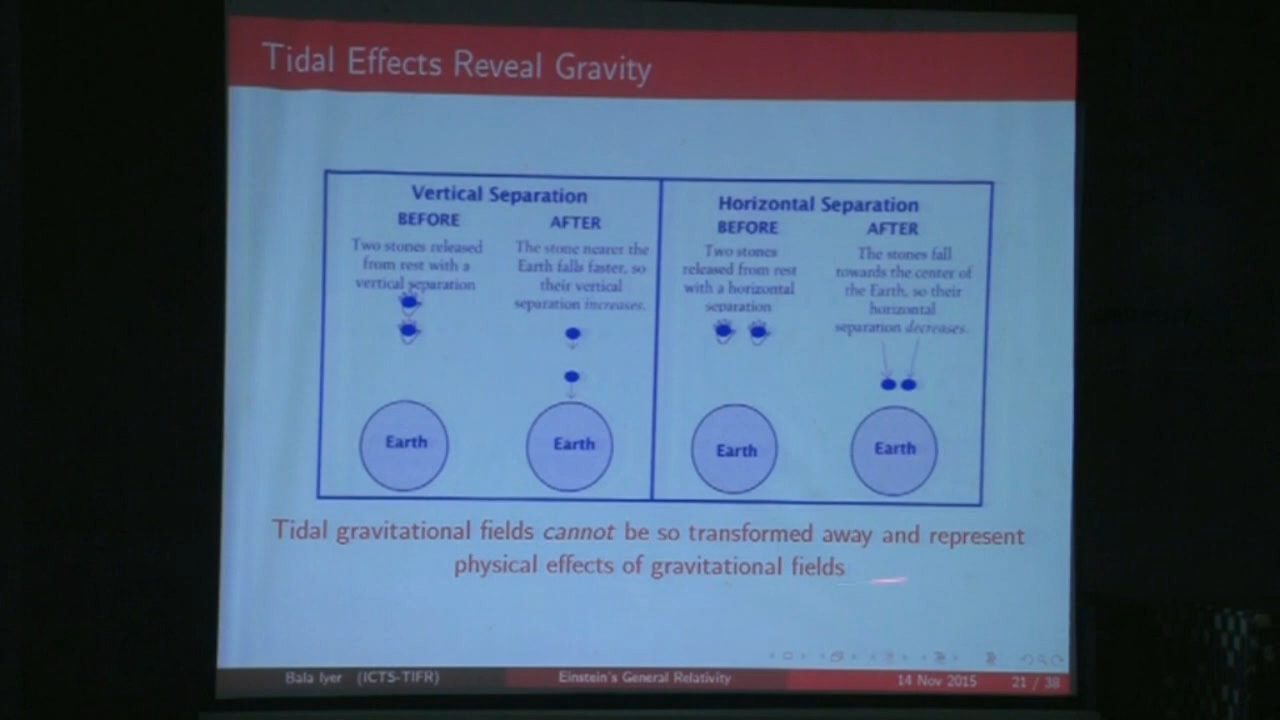 Tidal Effects Reveal Gravity
Vertical Separation
BEFORE
Two stones released
from rest with a
vertical separation
Earth
AFTER
The stone nearer the
Earth falls faster, so
their vertical
separation increases.
Earth
Horizontal Separation
BEFORE
Two stones
released from rest
with a horizontal
separation
Earth
AFTER
The stones fall
towards the center of
the Earth, so their
horizontal
separation decreases.
Earth
Tidal gravitational fields cannot be so transformed away and represent
physical effects of gravitational fields
Bala Iyer (ICTS-TIFR)
Einstein's General Relativity
14 Nov 2015
21 / 38